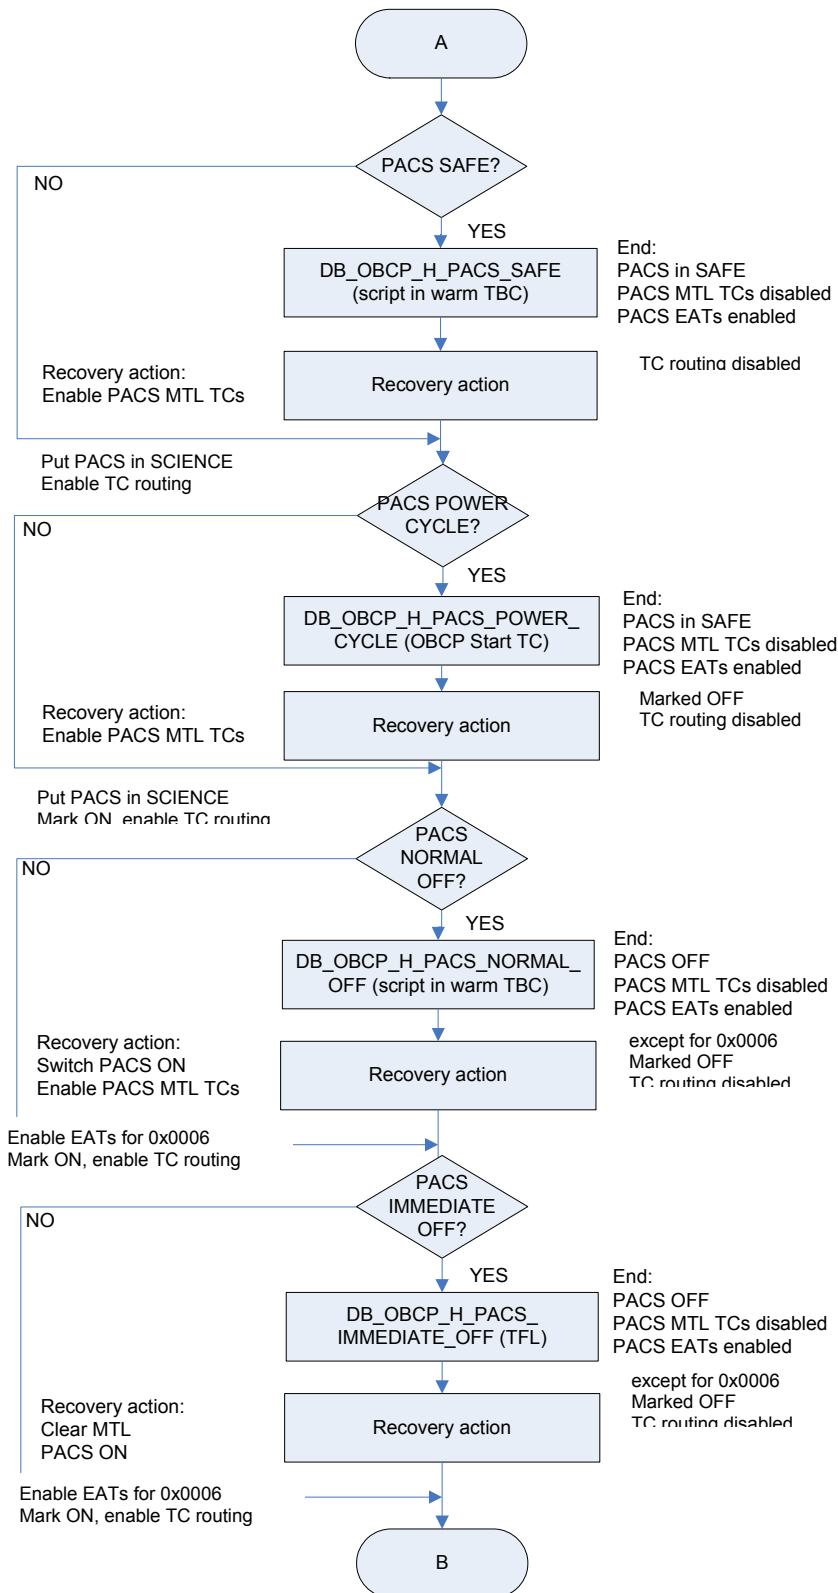 A
PACS SAFE?
NO
YES
DB_OBCP_H_PACS_SAFE
(script in warm TBC)
End:
PACS in SAFE
PACS MTL TCs disabled
PACS EATs enabled
TC routing disabled
Recovery action:
Enable PACS MTL TCs
Recovery action
Put PACS in SCIENCE
Enable TC routing
PACS POWER
CYCLE?
NO
YES
DB_OBCP_H_PACS_POWER_
CYCLE (OBCP Start TC)
End:
PACS in SAFE
PACS MTL TCs disabled
PACS EATs enabled
Marked OFF
TC routing disabled
Recovery action:
Enable PACS MTL TCs
Recovery action
Put PACS in SCIENCE
Mark ON, enable TC routing
PACS
NORMAL
OFF?
NO
YES
DB_OBCP_H_PACS_NORMAL_
OFF (script in warm TBC)
End:
PACS OFF
PACS MTL TCs disabled
PACS EATs enabled
except for 0x0006
Marked OFF
TC routing disabled
Recovery action:
Switch PACS ON
Enable PACS MTL TCs
Recovery action
Enable EATs for 0x0006
Mark ON, enable TC routing
PACS
IMMEDIATE
OFF?
NO
YES
DB_OBCP_H_PACS_
IMMEDIATE_OFF (TFL)
End:
PACS OFF
PACS MTL TCs disabled
PACS EATs enabled
except for 0x0006
Marked OFF
TC routing disabled
Recovery action:
Clear MTL
PACS ON
Recovery action
Enable EATs for 0x0006
Mark ON, enable TC routing
B